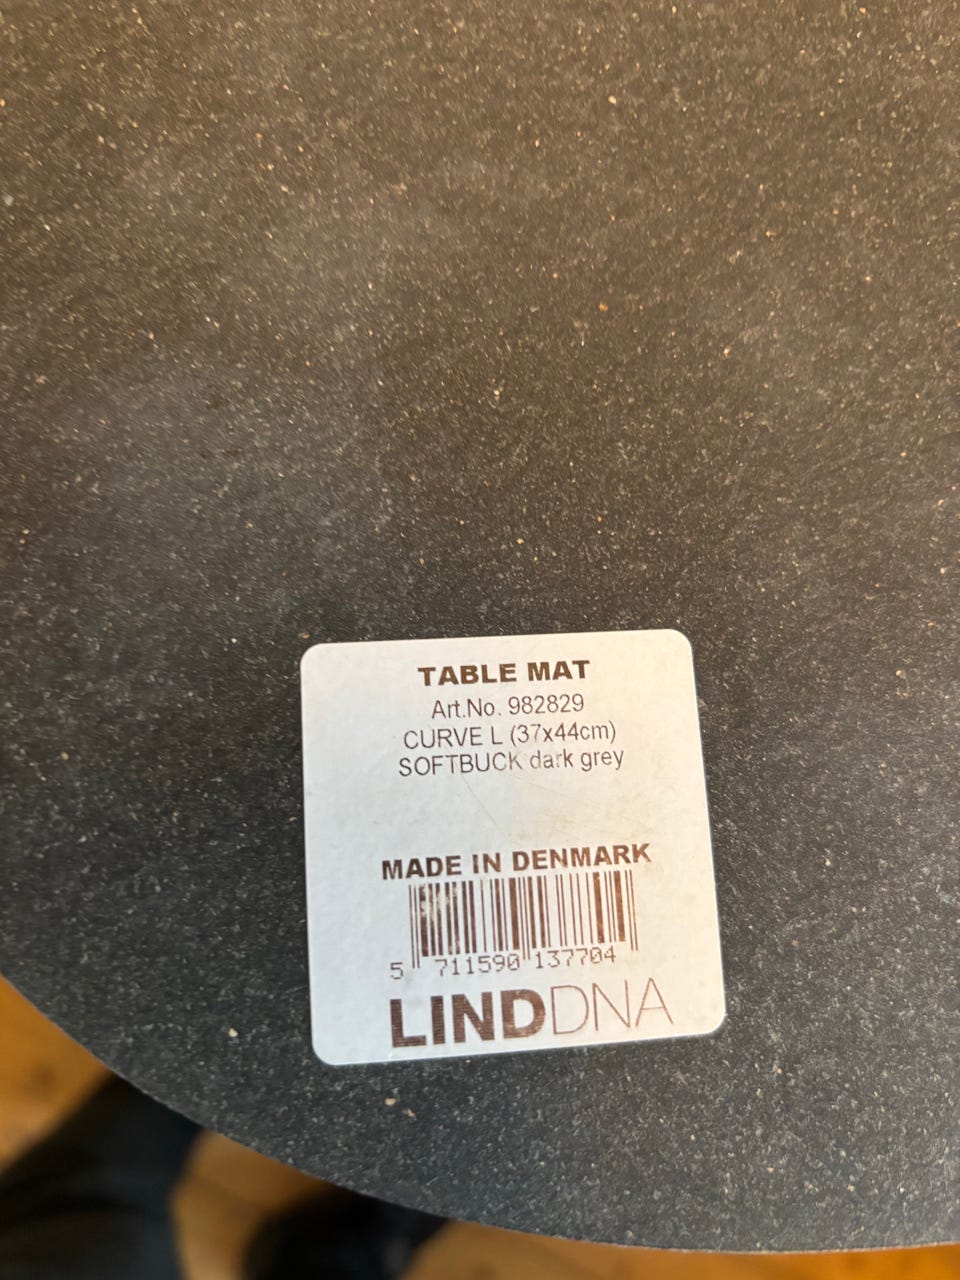 TABLE MAT
Art.No. 982829
CURVE L (37x44cm)
SOFTBUCK dark grey
MADE IN DENMARK
5 711590 137704
LINDDNA